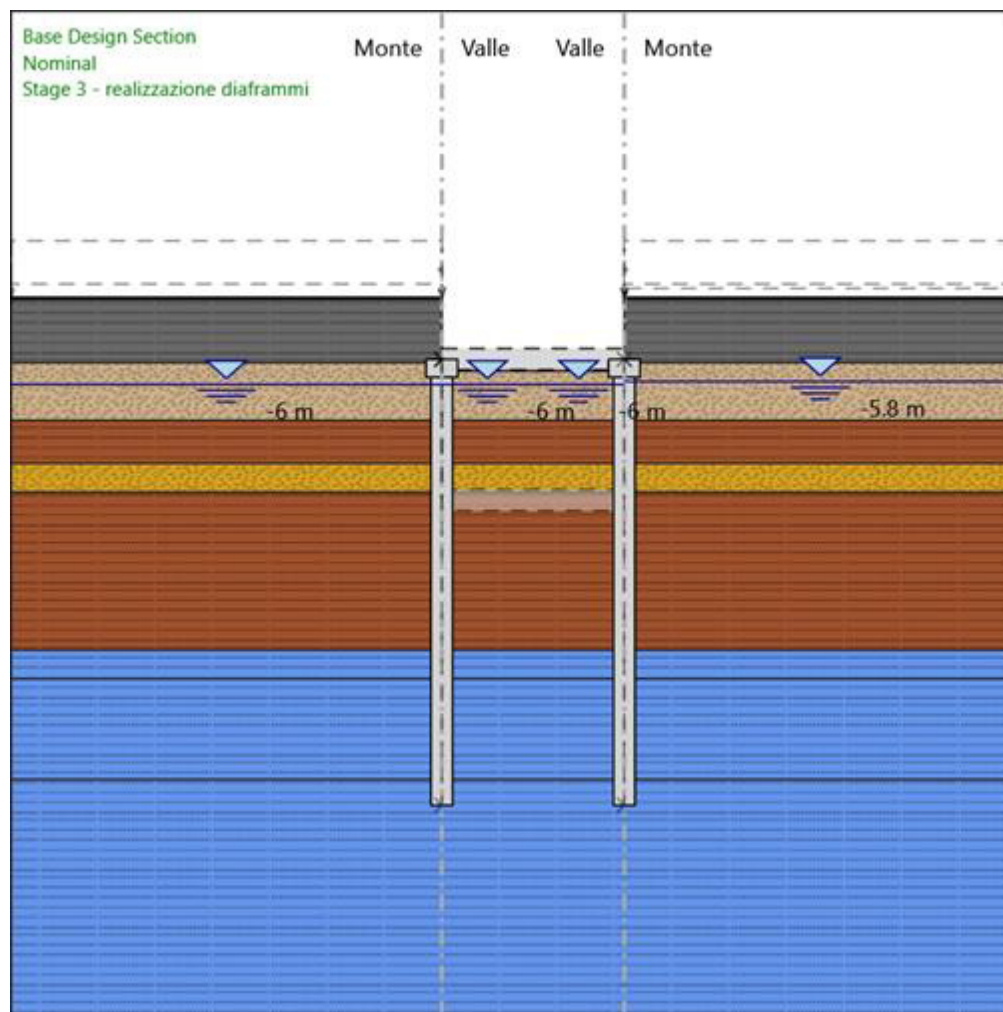 Base Design Section
Nominal
Stage 3 - realizzazione diaframmi
Monte Valle Valle Monte
-6 m -6 m -6 m -5.8 m